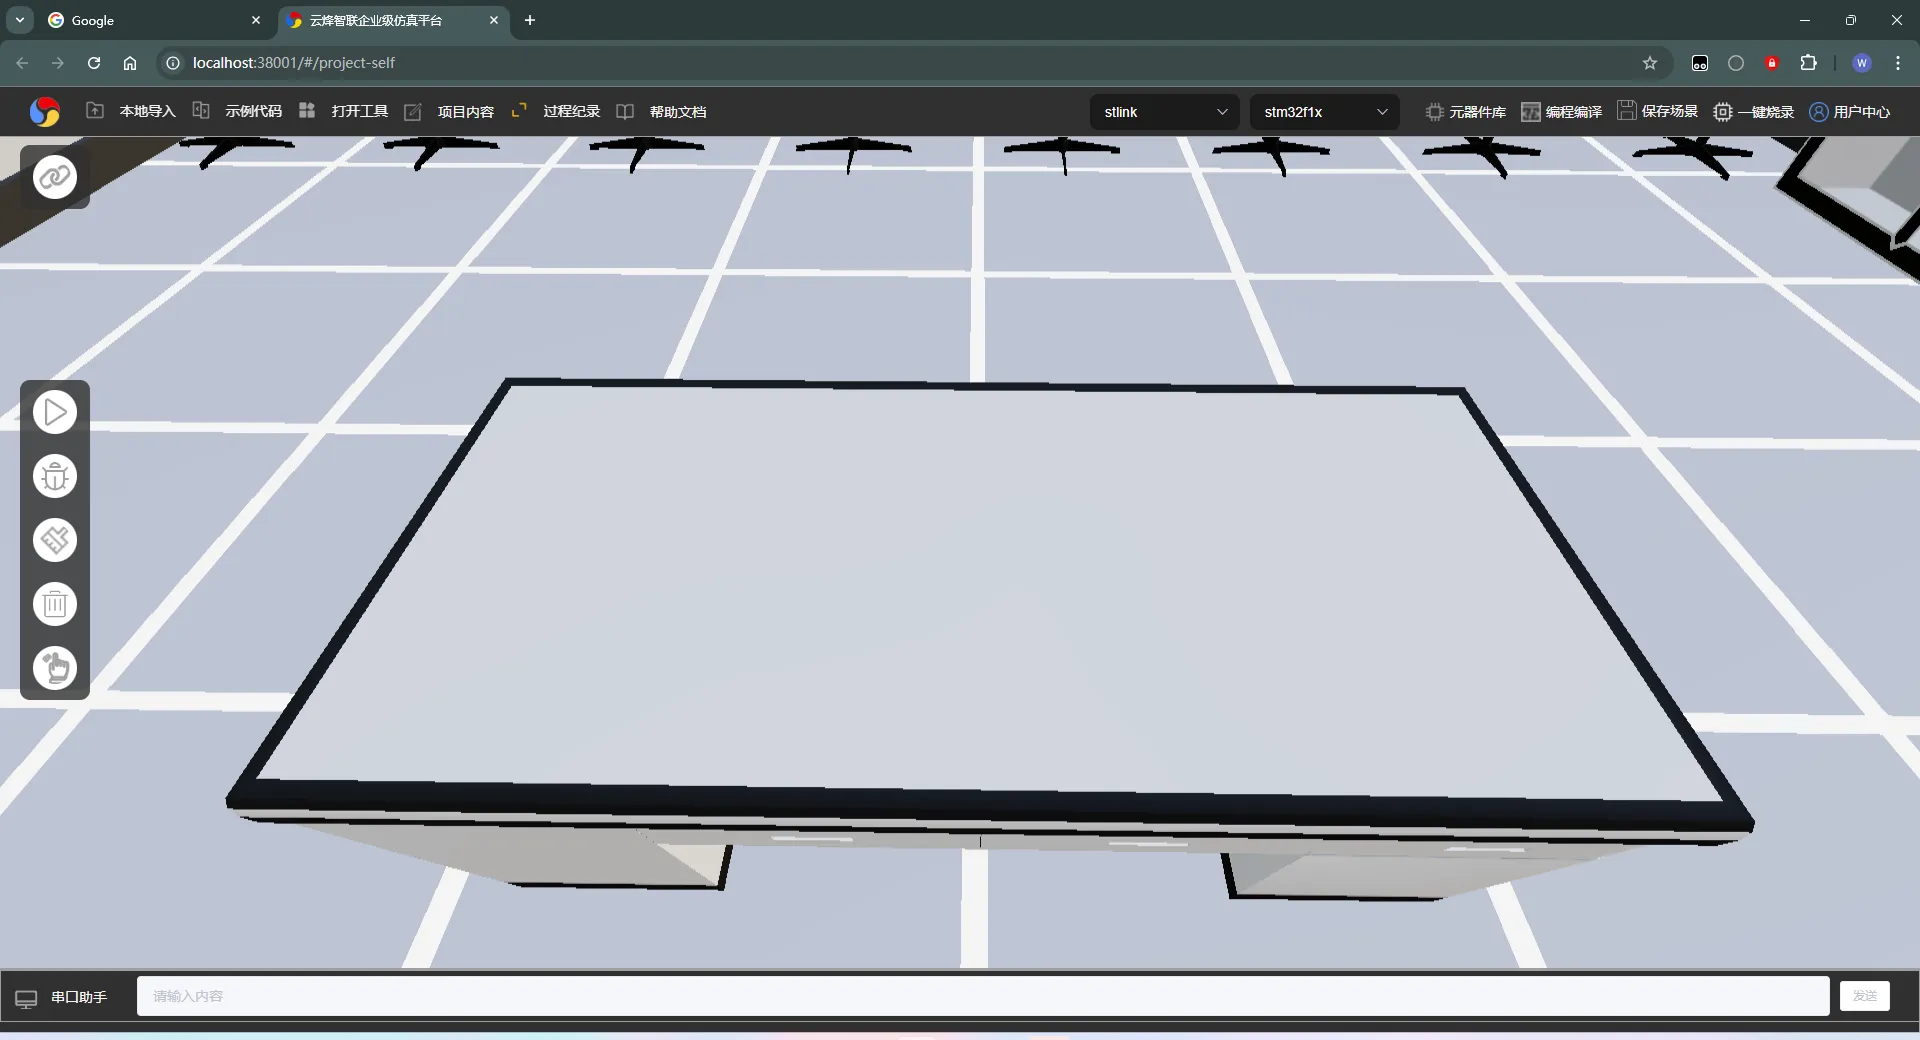 Google
云烽智联企业级仿真平台
W
localhost:38001/#/project-self
本地导入 示例代码 打开工具 项目内容 过程纪录 帮助文档 stlink stm32f1x 元器件库 编程编译 保存场景 一键烧录 用户中心
串口助手 请输入内容 发送